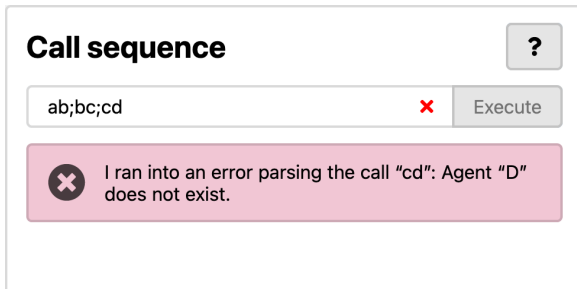 Call sequence
?
ab;bc;cd
Execute
I ran into an error parsing the call “cd”: Agent “D”
does not exist.